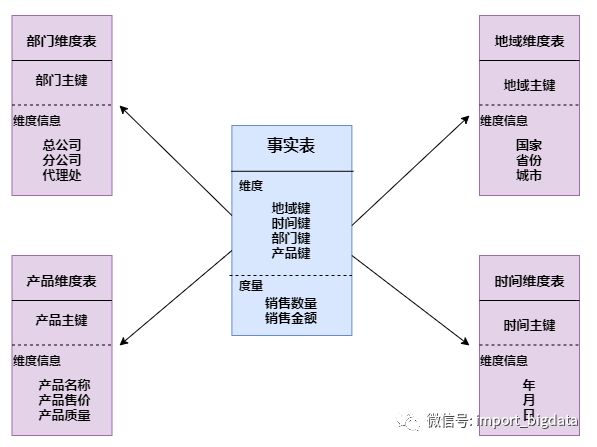 部门维度表
部门主键
维度信息
总公司
分公司
代理处
地域维度表
地域主键
维度信息
国家
省份
城市
事实表
维度
地域键
时间键
部门键
产品键
度量
销售数量
销售金额
产品维度表
产品主键
维度信息
产品名称
产品售价
产品质量
时间维度表
时间主键
维度信息
年
月
日
微信号: import_bigdata